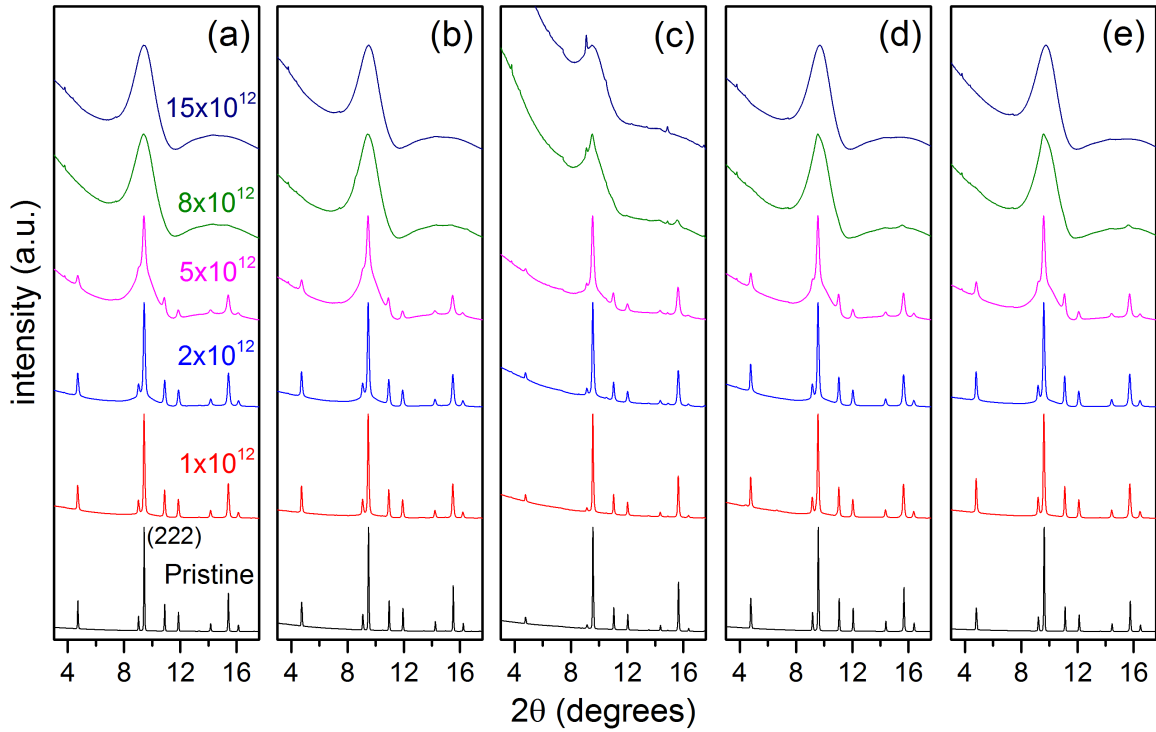 (a) (b) (c) (d) (e)
15x10¹²
8x10¹²
5x10¹²
2x10¹²
1x10¹²
(222)
Pristine
intensity (a.u.)
4 8 12 16 4 8 12 16 4 8 12 16 4 8 12 16 4 8 12 16
2θ (degrees)